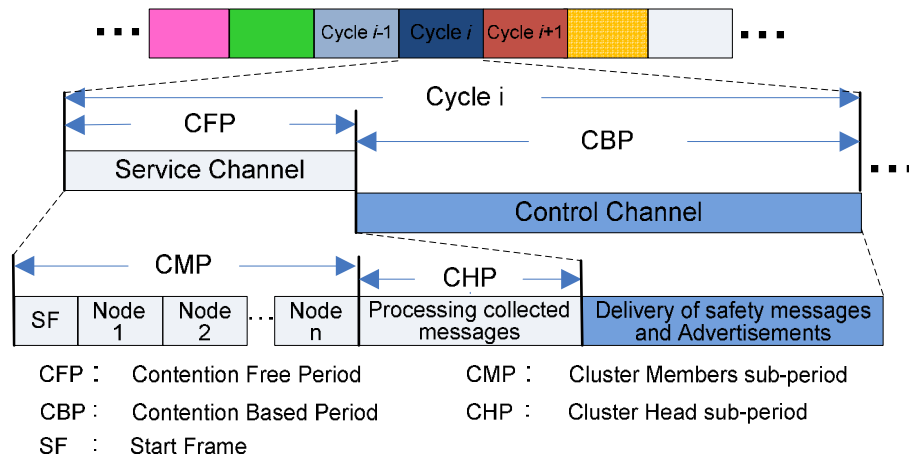 Cycle i-1 Cycle i Cycle i+1
Cycle i
CFP
CBP
Service Channel
Control Channel
CMP
CHP
SF
Node 1
Node 2
Node n
Processing collected
messages
Delivery of safety messages
and Advertisements
CFP : Contention Free Period
CMP : Cluster Members sub-period
CBP : Contention Based Period
CHP : Cluster Head sub-period
SF : Start Frame